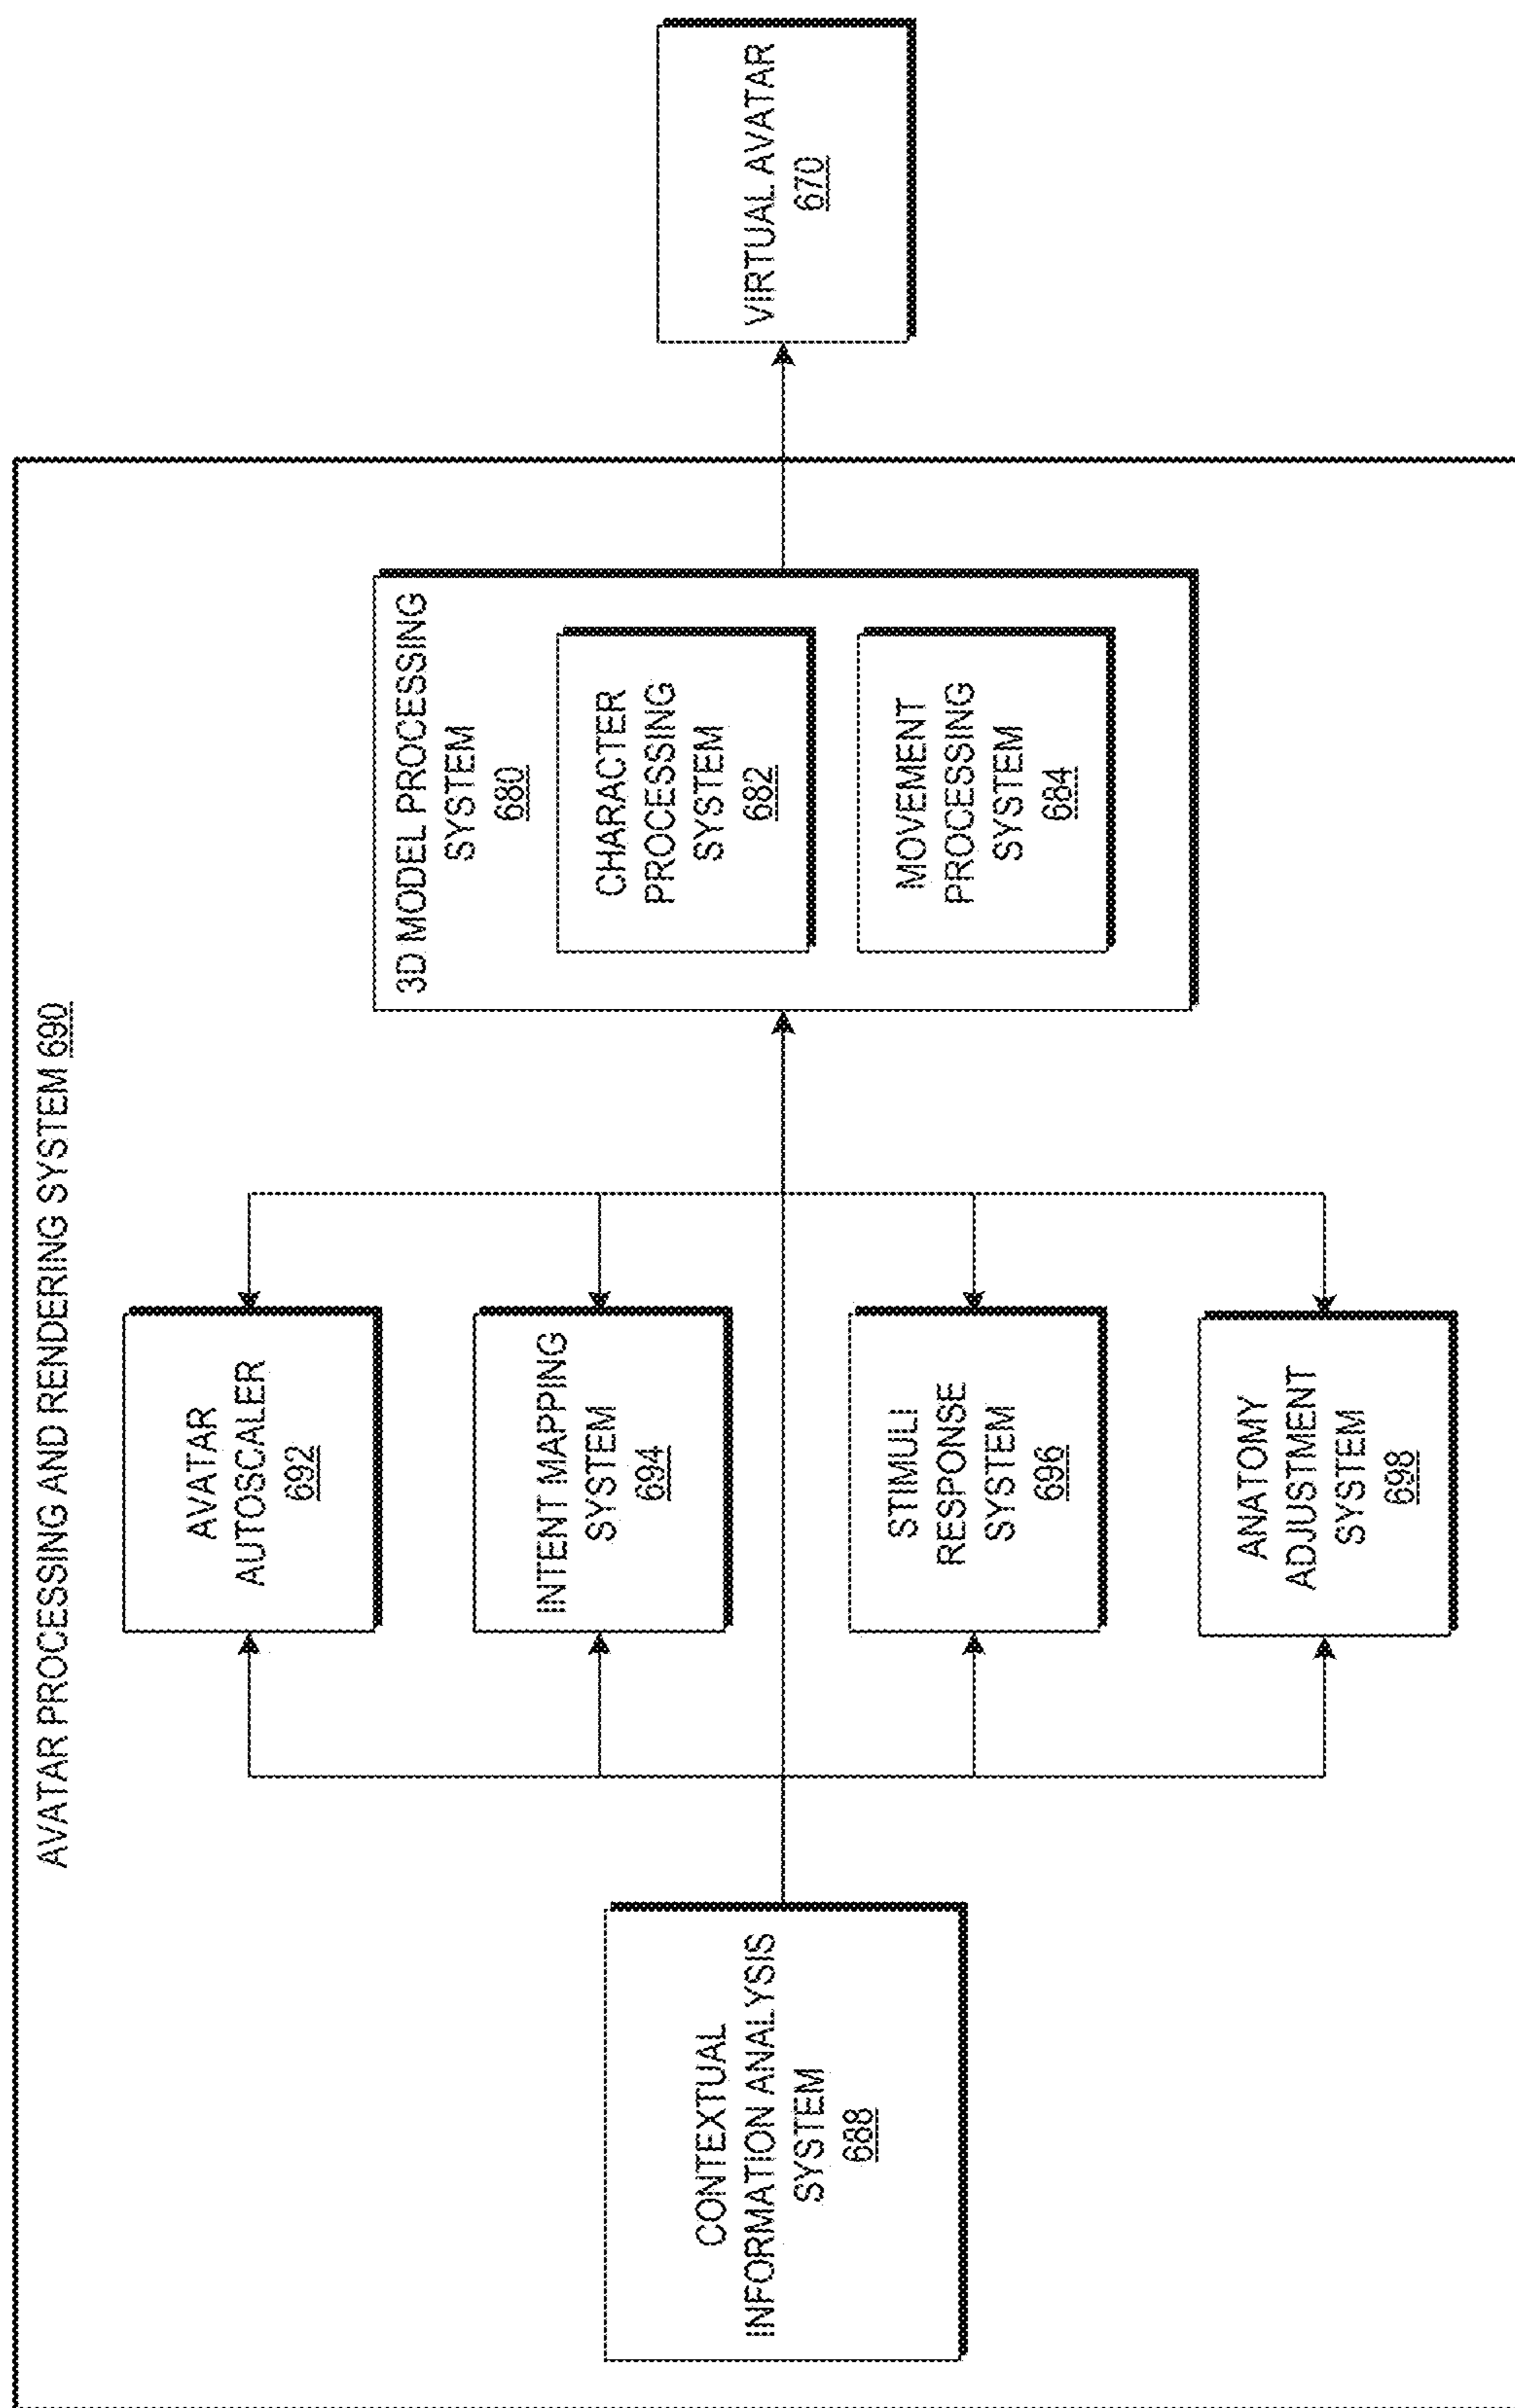 AVATAR PROCESSING AND RENDERING SYSTEM 690
CONTEXTUAL
INFORMATION ANALYSIS
SYSTEM
688
AVATAR
AUTOSCALER
692
INTENT MAPPING
SYSTEM
694
STIMULI
RESPONSE
SYSTEM
696
ANATOMY
ADJUSTMENT
SYSTEM
698
3D MODEL PROCESSING
SYSTEM
680
CHARACTER
PROCESSING
SYSTEM
682
MOVEMENT
PROCESSING
SYSTEM
684
VIRTUAL AVATAR
670